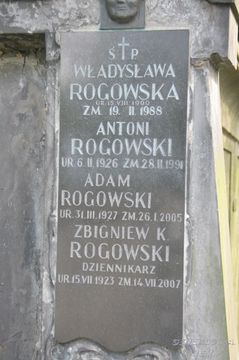 Ś † P
WŁADYSŁAWA
ROGOWSKA
UR. 15. VIII 1900
ZM. 19. II 1988
ANTONI
ROGOWSKI
UR. 6. II 1926 ZM. 28. II 1991
ADAM
ROGOWSKI
UR. 31. III. 1927 ZM. 26. I. 2005
ZBIGNIEW K.
ROGOWSKI
DZIENNIKARZ
UR. 15. VII 1923 ZM. 14. VII 2007